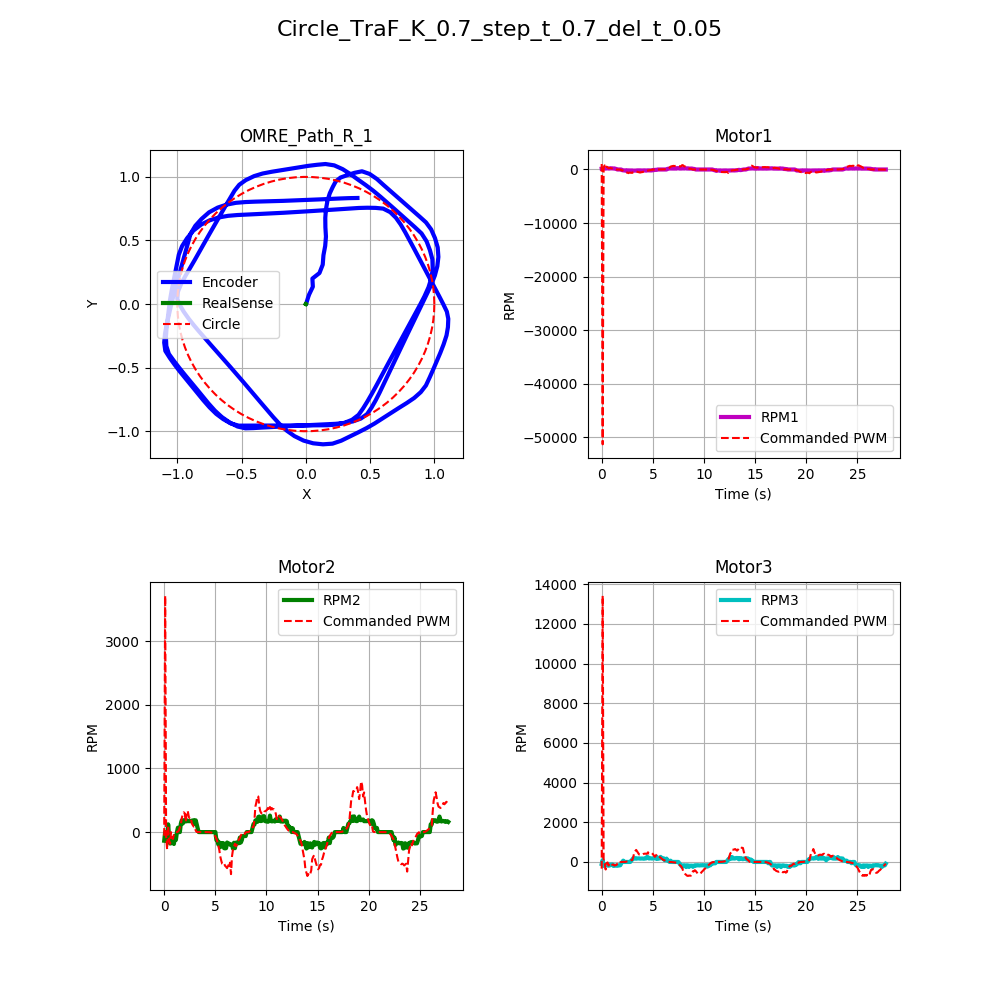 Circle_TraF_K_0.7_step_t_0.7_del_t_0.05
OMRE_Path_R_1
Y
1.0
0.5
0.0
−0.5
−1.0
Encoder
RealSense
Circle
−1.0 −0.5 0.0 0.5 1.0
X
Motor1
RPM
0
−10000
−20000
−30000
−40000
−50000
RPM1
Commanded PWM
0 5 10 15 20 25
Time (s)
Motor2
RPM
3000
2000
1000
0
RPM2
Commanded PWM
0 5 10 15 20 25
Time (s)
Motor3
RPM
14000
12000
10000
8000
6000
4000
2000
0
RPM3
Commanded PWM
0 5 10 15 20 25
Time (s)